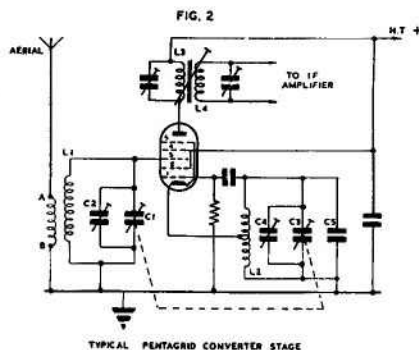 FIG. 2
H.T +
AERIAL
L3
TO IF
AMPLIFIER
L4
L1
A
C2
C1
C4
C3
C5
B
L2
TYPICAL PENTAGRID CONVERTER STAGE